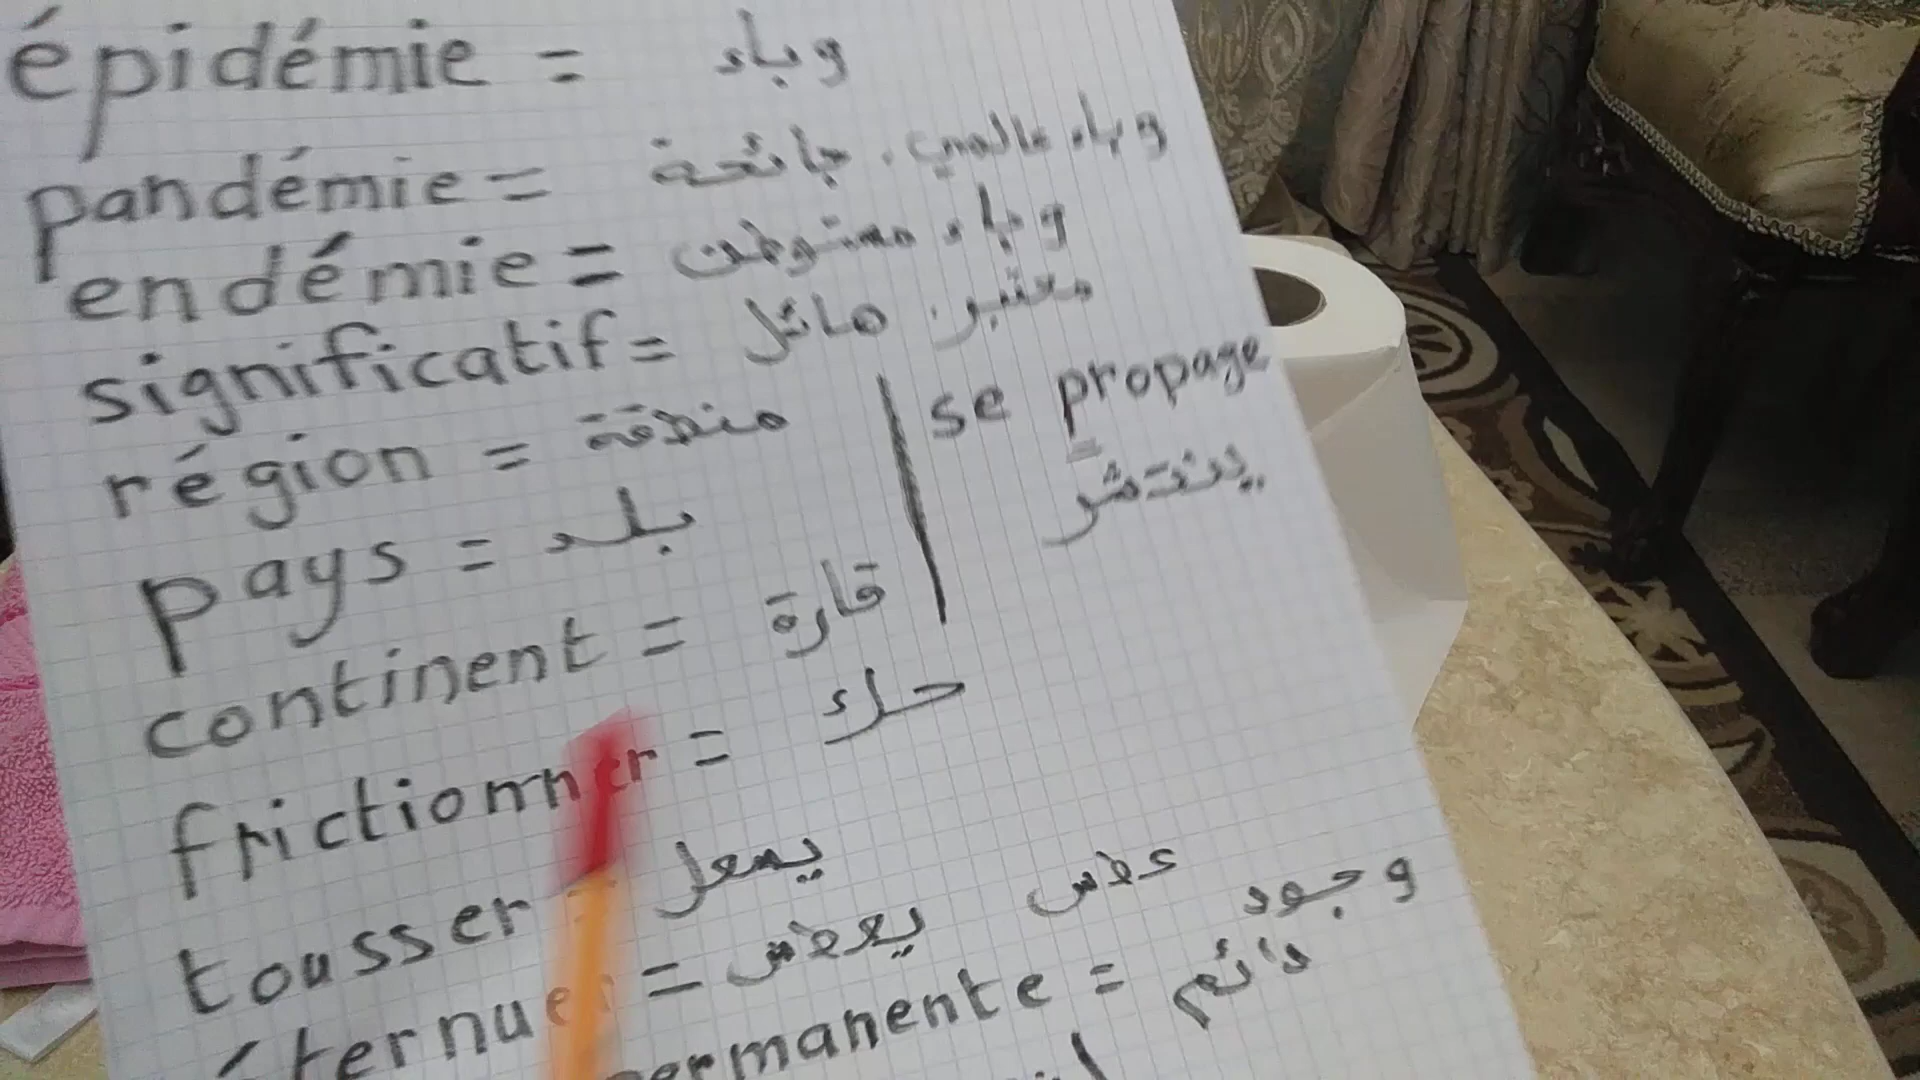 épidémie = وباء
pandémie = وباء عالمي، جائحة
endémie = وباء مستوطن
significatif = معتبر، هائل
région = منطقة
pays = بلد
continent = قارة
se propage =
ينتشر
frictionner = حك
tousser = يسعل
éternuer = يعطس عطس
permanente = وجود
دائم